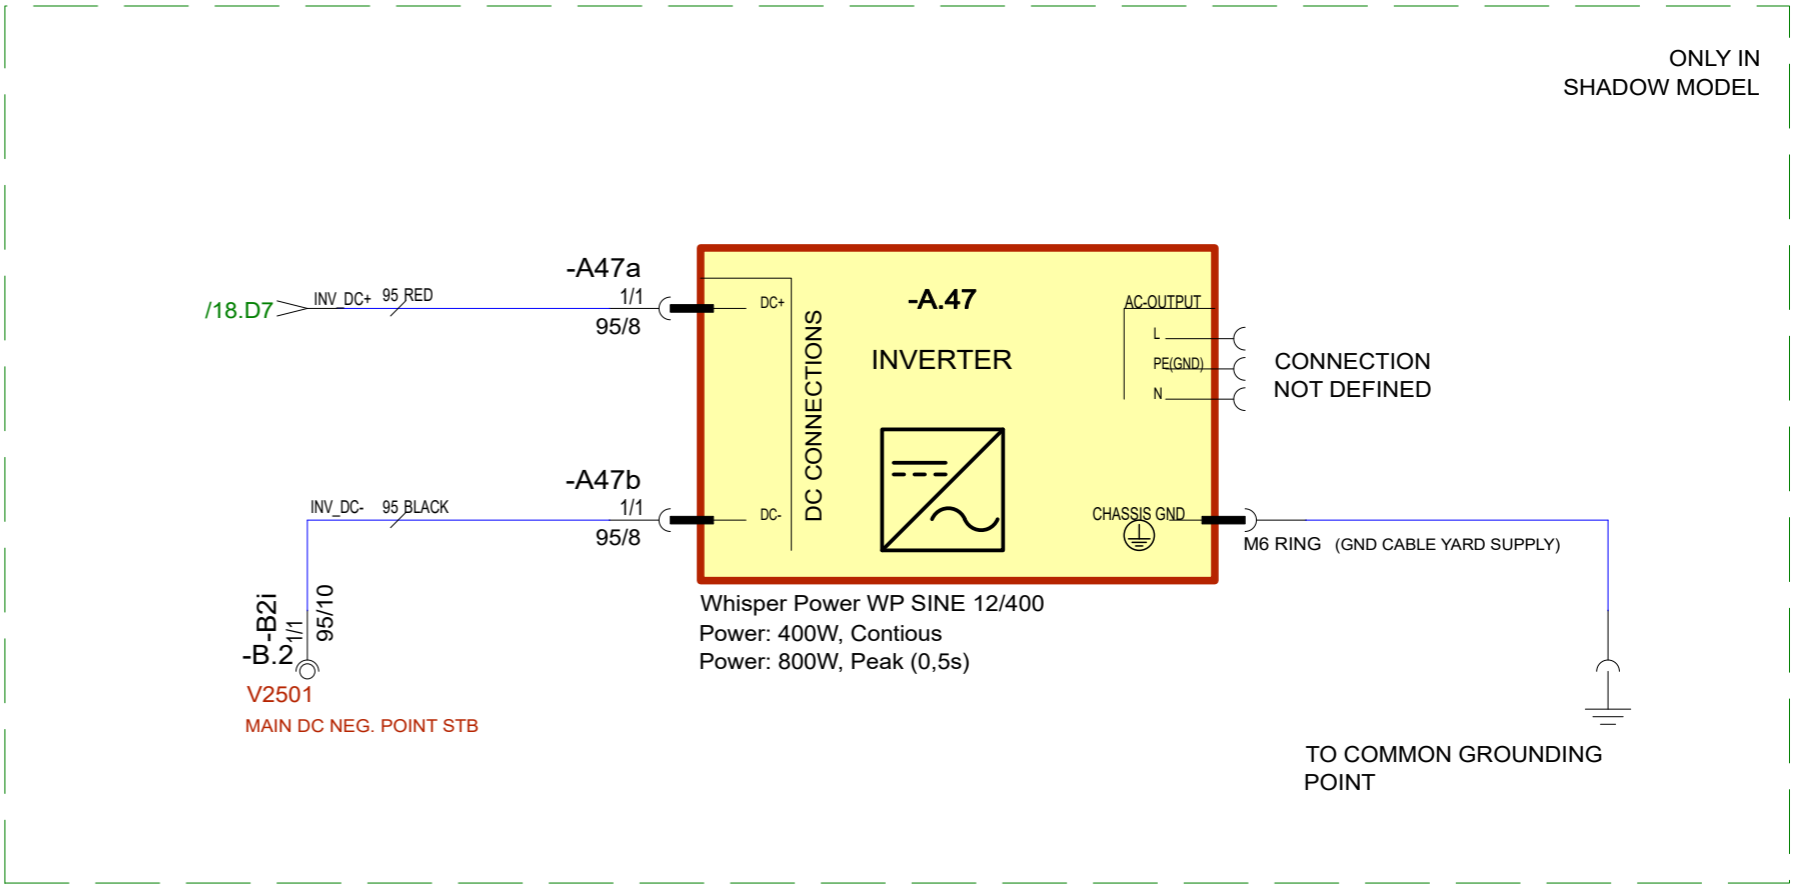 ONLY IN
SHADOW MODEL
/18.D7
INV_DC+
95 RED
-A47a
1/1
95/8
DC+
DC CONNECTIONS
-A.47
INVERTER
AC-OUTPUT
L
PE(GND)
N
CONNECTION
NOT DEFINED
INV_DC-
95 BLACK
-A47b
1/1
95/8
DC-
CHASSIS GND
M6 RING (GND CABLE YARD SUPPLY)
Whisper Power WP SINE 12/400
Power: 400W, Contious
Power: 800W, Peak (0,5s)
-B2i
1/1
95/10
-B.2
V2501
MAIN DC NEG. POINT STB
TO COMMON GROUNDING
POINT